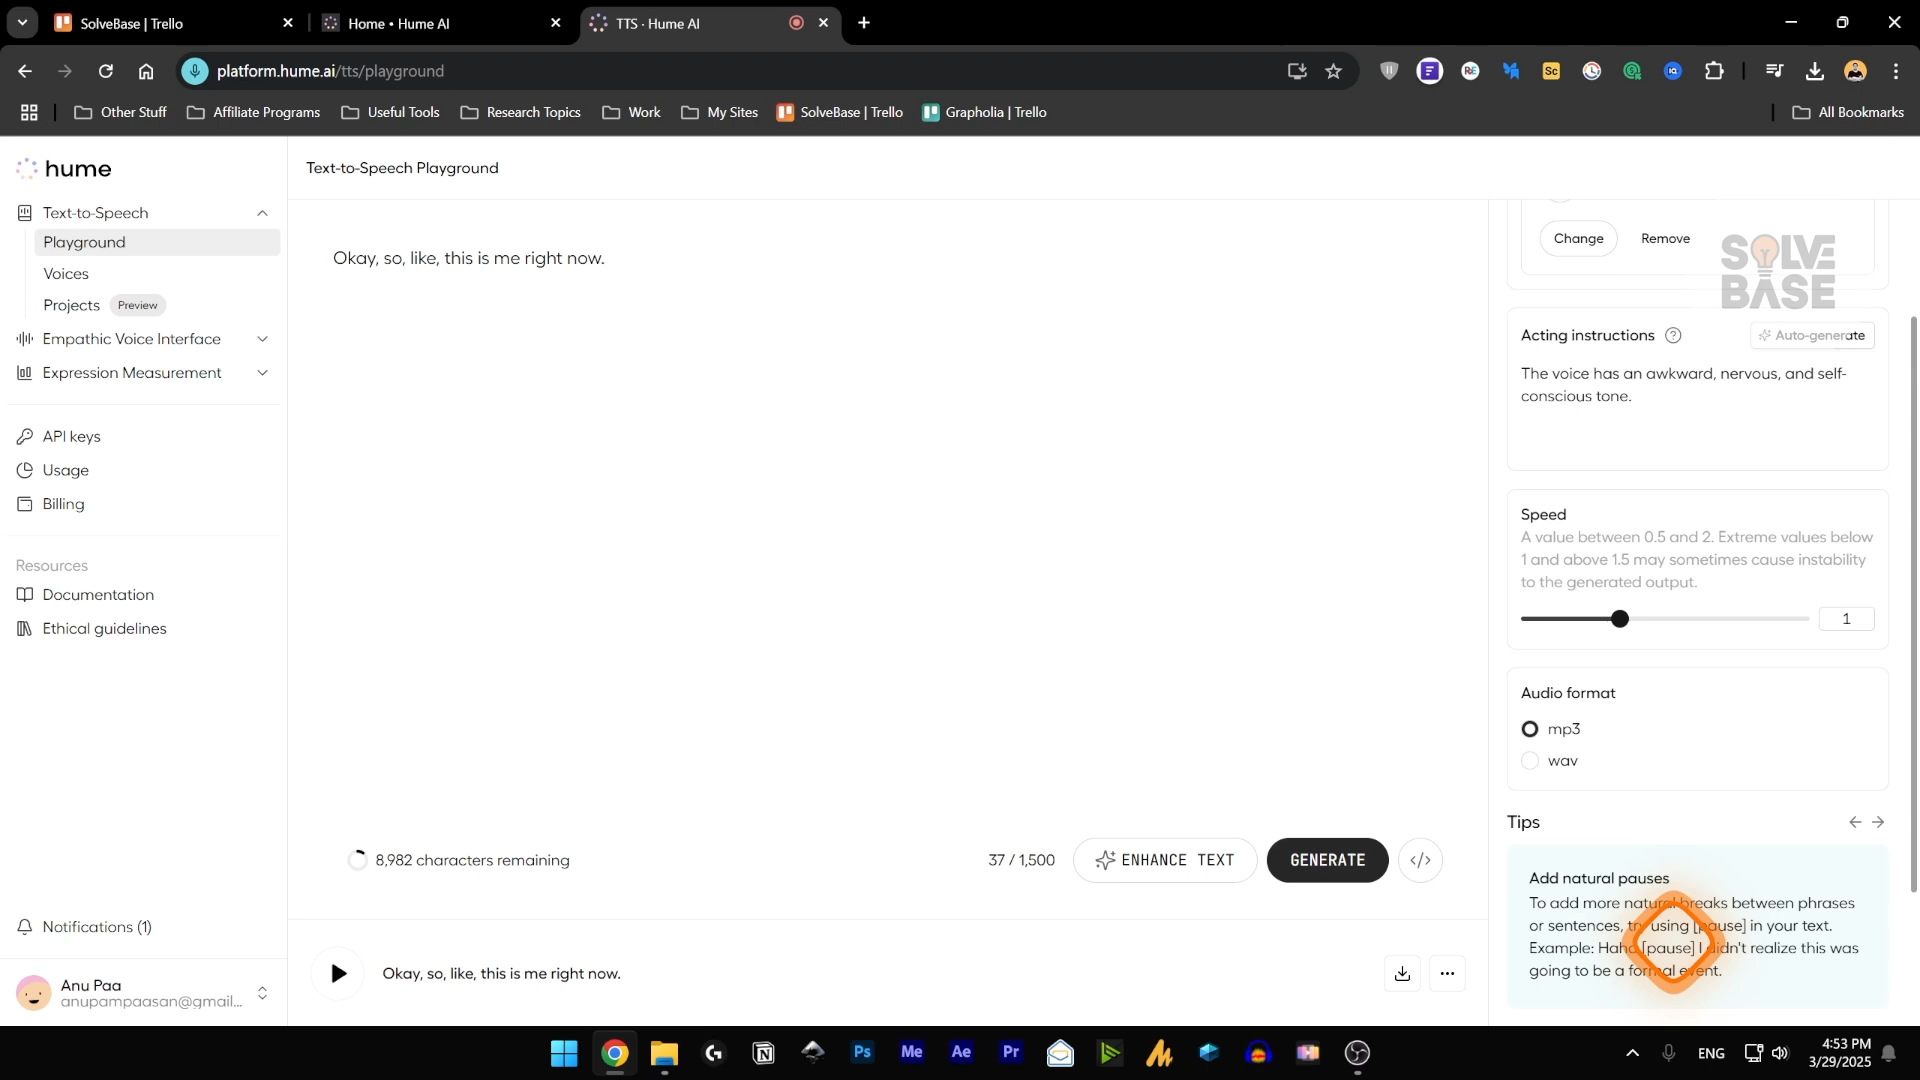 SolveBase | Trello
Home • Hume AI
TTS · Hume AI
platform.hume.ai/tts/playground
Other Stuff
Affiliate Programs
Useful Tools
Research Topics
Work
My Sites
SolveBase | Trello
Grapholia | Trello
All Bookmarks
hume
Text-to-Speech
Playground
Voices
Projects Preview
Empathic Voice Interface
Expression Measurement
API keys
Usage
Billing
Resources
Documentation
Ethical guidelines
Notifications (1)
Anu Paa
anupampaasan@gmail...
Text-to-Speech Playground
Okay, so, like, this is me right now.
8,982 characters remaining
37 / 1,500
ENHANCE TEXT
GENERATE
</>
Okay, so, like, this is me right now.
Change
Remove
SOLVE
BASE
Acting instructions
Auto-generate
The voice has an awkward, nervous, and self-
conscious tone.
Speed
A value between 0.5 and 2. Extreme values below
1 and above 1.5 may sometimes cause instability
to the generated output.
1
Audio format
mp3
wav
Tips
Add natural pauses
To add more natural breaks between phrases
or sentences, try using [pause] in your text.
Example: Haha [pause] I didn't realize this was
going to be a formal event.
Ps
Me
Ae
Pr
ENG
4:53 PM
3/29/2025